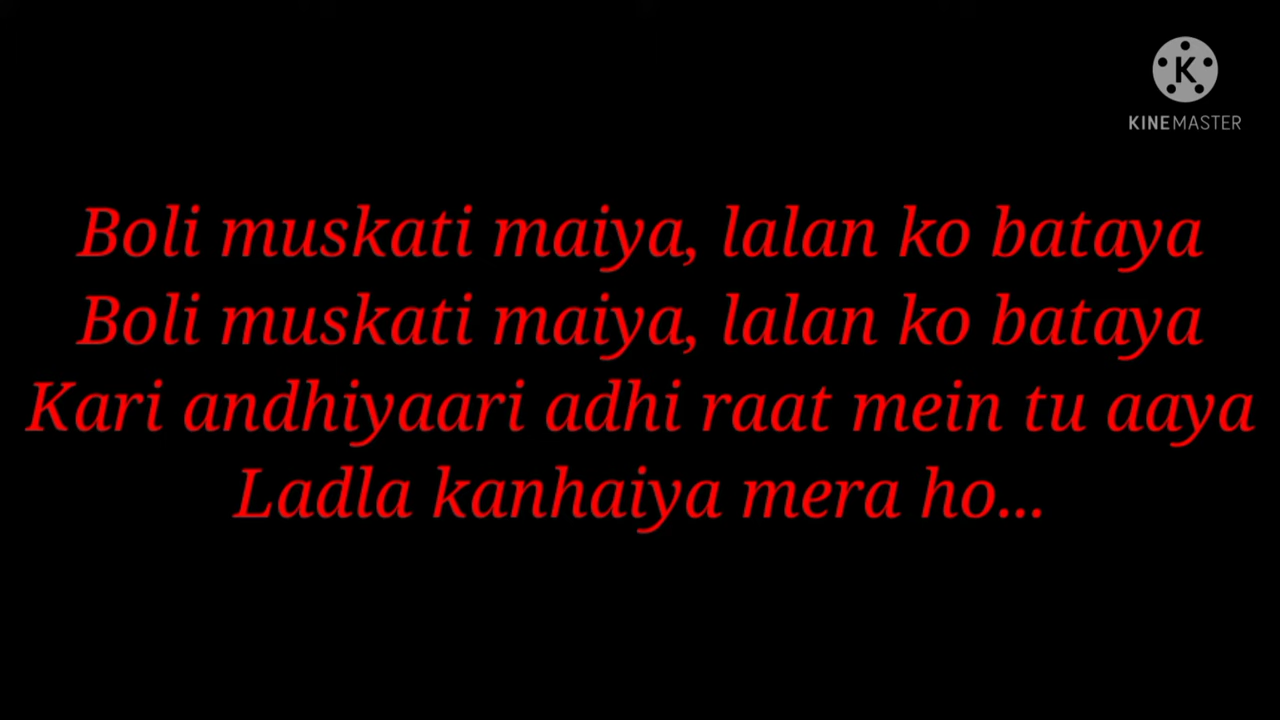 KINEMASTER
Boli muskati maiya, lalan ko bataya
Boli muskati maiya, lalan ko bataya
Kari andhiyaari adhi raat mein tu aaya
Ladla kanhaiya mera ho...